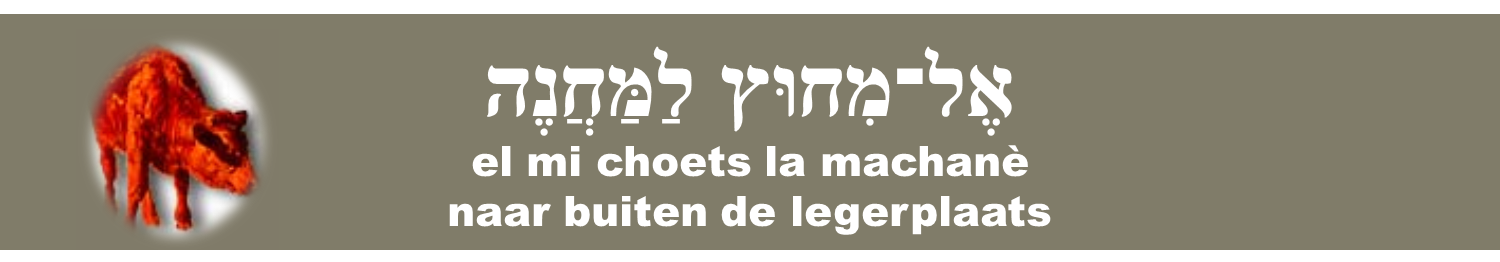 אֶל־מִחוּץ לַמַּחֲנֶה
el mi choets la machanè
naar buiten de legerplaats